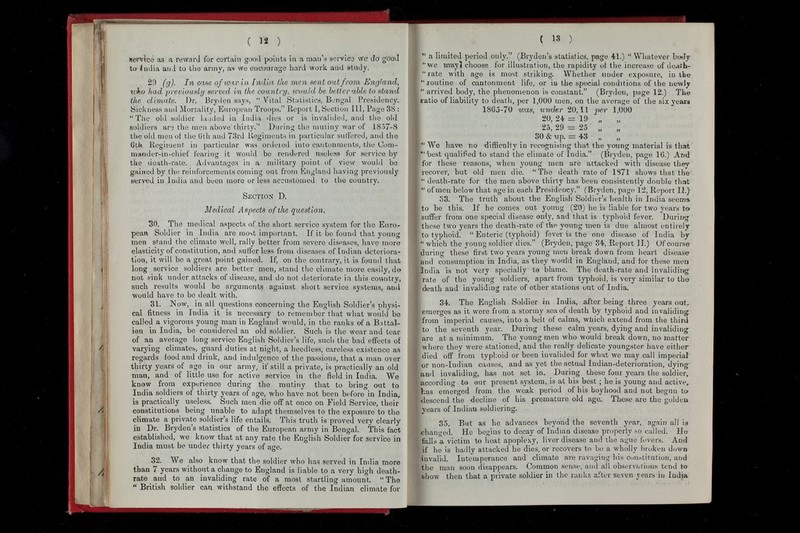 ( 12 )
service as a reward for certain good points in a man's service we do good
to India and to the army, as we encourage hard work and study.
29 (g). In case of war in India the men sent out from England,
who had previously served in the country, would be better able to stand
the climate. Dr. Bryden says, "Vital Statistics, Bengal Presidency.
Sickness and Mortality, European Troops." Report I, Section III, Page 38:
"The old soldier landed in India dies or is invalided, and the old
soldiers are the men above thirty." During the mutiny war of 1857-8
the old men of the 6th and 73rd Regiments in particular suffered, and the
6th Regiment in particular was ordered into cantonments, the Com-
mander-in-chief fearing it would be rendered useless for service by
the death-rate. Advantages in a military point of view would be
gained by the reinforcements coming out from England having previously
served in India and been more or less accustomed to the country.
SECTION D.
Medical Aspects of the question.
30. The medical aspects of the short service system for the Euro-
pean Soldier in India are most important. If it be found that young
men stand the climate well, rally better from severe diseases, have more
elasticity of constitution, and suffer less from diseases of Indian deteriora-
tion, it will be a great point gained. If, on the contrary, it is found that
long service soldiers are better men, stand the climate more easily, do
not sink under attacks of disease, and do not deteriorate in this country,
such results would be arguments against short service systems, and
would have to be dealt with.
31. Now, in all questions concerning the English Soldier's physi-
cal fitness in India it is necessary to remember that what would be
called a vigorous young man in England would, in the ranks of a Battal-
ion in India, be considered an old soldier. Such is the wear and tear
of an average long service English Soldier's life, such the bad effects of
varying climates, guard duties at night, a heedless, careless existence as
regards food and drink, and indulgence of the passions, that a man over
thirty years of age in our army, if still a private, is practically an old
man, and of little use for active service in the field in India. We
know from experience during the mutiny that to bring out to
India soldiers of thirty years of age, who have not been before in India,
is practically useless. Such men die off at once on Field Service, their
constitutions being unable to adapt themselves to the exposure to the
climate a private soldier's life entails. This truth is proved very clearly
in Dr. Bryden's statistics of the European army in Bengal. This fact
established, we know that at any rate the English Soldier for service in
India must be under thirty years of age.
32. We also know that the soldier who has served in India more
than 7 years without a change to England is liable to a very high death-
rate and to an invaliding rate of a most startling amount. "The
"British soldier can withstand the effects of the Indian climate for
( 13 )
"a limited period only." (Bryden's statistics, page 41.) "Whatever body
"we may choose for illustration, the rapidity of the increase of death-
"rate with age is most striking. Whether under exposure, in the
"routine of cantonment life, or in the special conditions of the newly
"arrived body, the phenomenon is constant." (Bryden, page 12.) The
ratio of liability to death, per 1,000 men, on the average of the six years
1865-70 was, under 20, 11 per 1,000
20, 24 = 19 " "
25, 29 = 25 " "
30 & up. = 43 " "
"We have no difficulty in recognising that the young material is that
"best qualified to stand the climate of India." (Bryden, page 16.) And
for these reasons, when young men are attacked with disease they
recover, but old men die. "The death rate of 1871 shows that the
"death-rate for the men above thirty has been consistently double that
"of men below that age in each Presidency." (Bryden, page 12, Report II.)
33. The truth about the English Soldier's health in India seems
to be this. If he comes out young (20) he is liable for two years to
suffer from one special disease only, and that is typhoid fever. During
these two years the death-rate of the young men is due almost entirely
to typhoid. "Enteric (typhoid) fever is the one disease of India by
"which the young soldier dies." (Bryden, page 34, Report II.) Of course
during these first two years young men break down from heart disease
and consumption in India, as they would in England, and for these men
India is not very specially to blame. The death-rate and invaliding
rate of the young soldiers, apart from typhoid, is very similar to the
death and invaliding rate of other stations out of India.
34. The English Soldier in India, after being three years out,
emerges as it were from a stormy sea of death by typhoid and invaliding
from imperial causes, into a belt of calms, which extend from the third
to the seventh year. During these calm years, dying and invaliding
are at a minimum. The young men who would break down, no matter
where they were stationed, and the really delicate youngster have either
died off from typhoid or been invalided for what we may call imperial
or non-Indian causes, and as yet the actual Indian-deterioration, dying
and invaliding, has not set in. During these four years the soldier,
according to our present system, is at his best; he is young and active,
has emerged from the weak period of his boyhood and not begun to
descend the decline of his premature old age. These are the golden
years of Indian soldiering.
35. But as he advances beyond the seventh year, again all is
changed. He begins to decay of Indian disease properly so called. He
falls a victim to heat apoplexy, liver disease and the ague fevers. And
if he is badly attacked he dies, or recovers to be a wholly broken down
invalid. Intemperance and climate are ravaging his constitution, and
the man soon disappears. Common sense, and all observations tend to
show then that a private soldier in the ranks after seven years in India